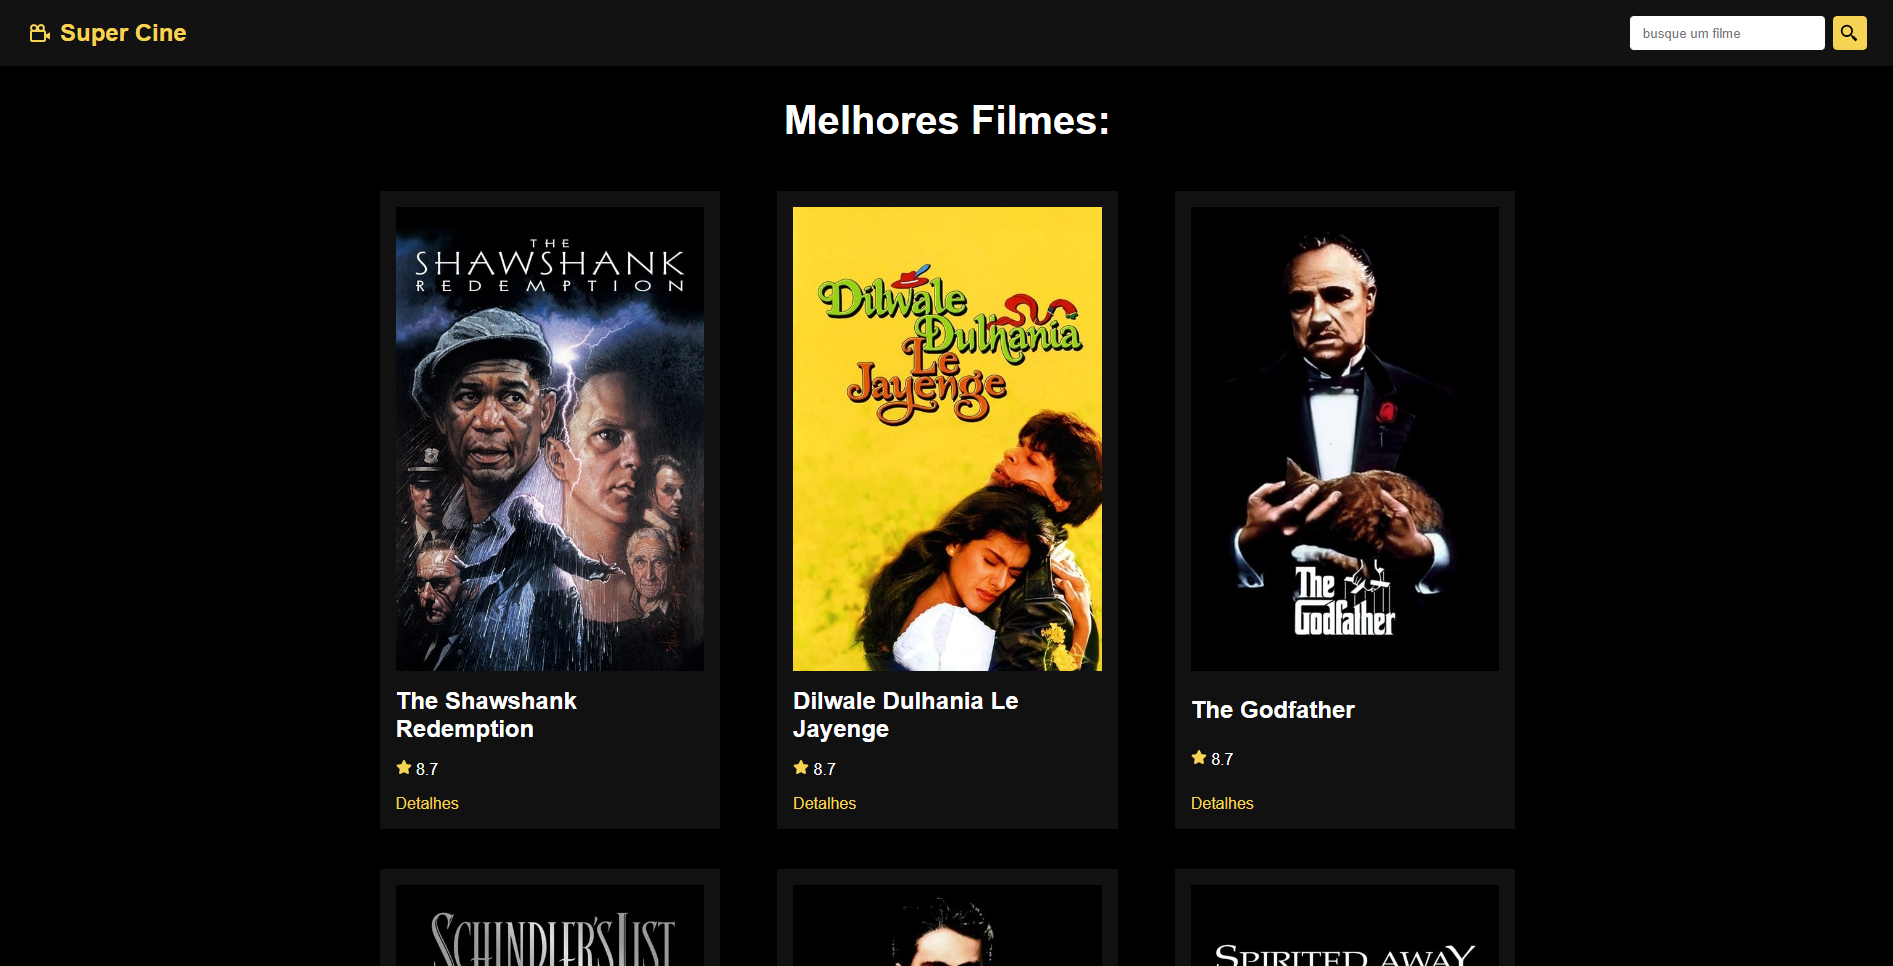 Super Cine
busque um filme
Melhores Filmes:
THE
SHAWSHANK
REDEMPTION
Dilwale
Dulhania
Le
Jayenge
The
Godfather
The Shawshank
Redemption
8.7
Detalhes
Dilwale Dulhania Le
Jayenge
8.7
Detalhes
The Godfather
8.7
Detalhes
SCHINDLER'S LIST
SPIRITED AWAY